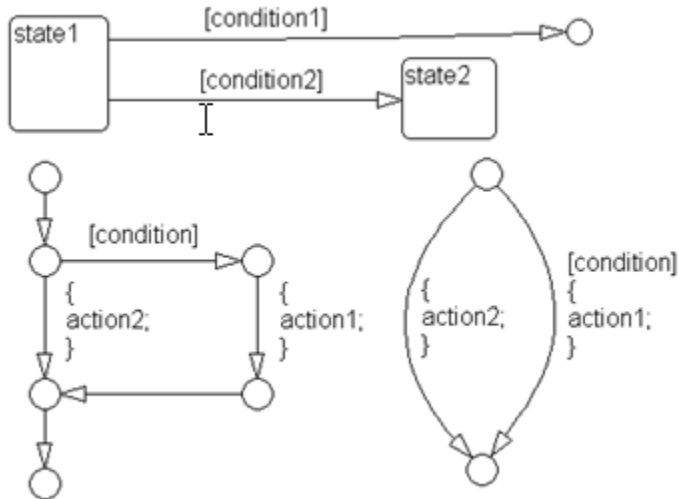 [condition1]
state1
[condition2]
state2
[condition]
{
action2;
}
{
action1;
}
{
action2;
}
[condition]
{
action1;
}